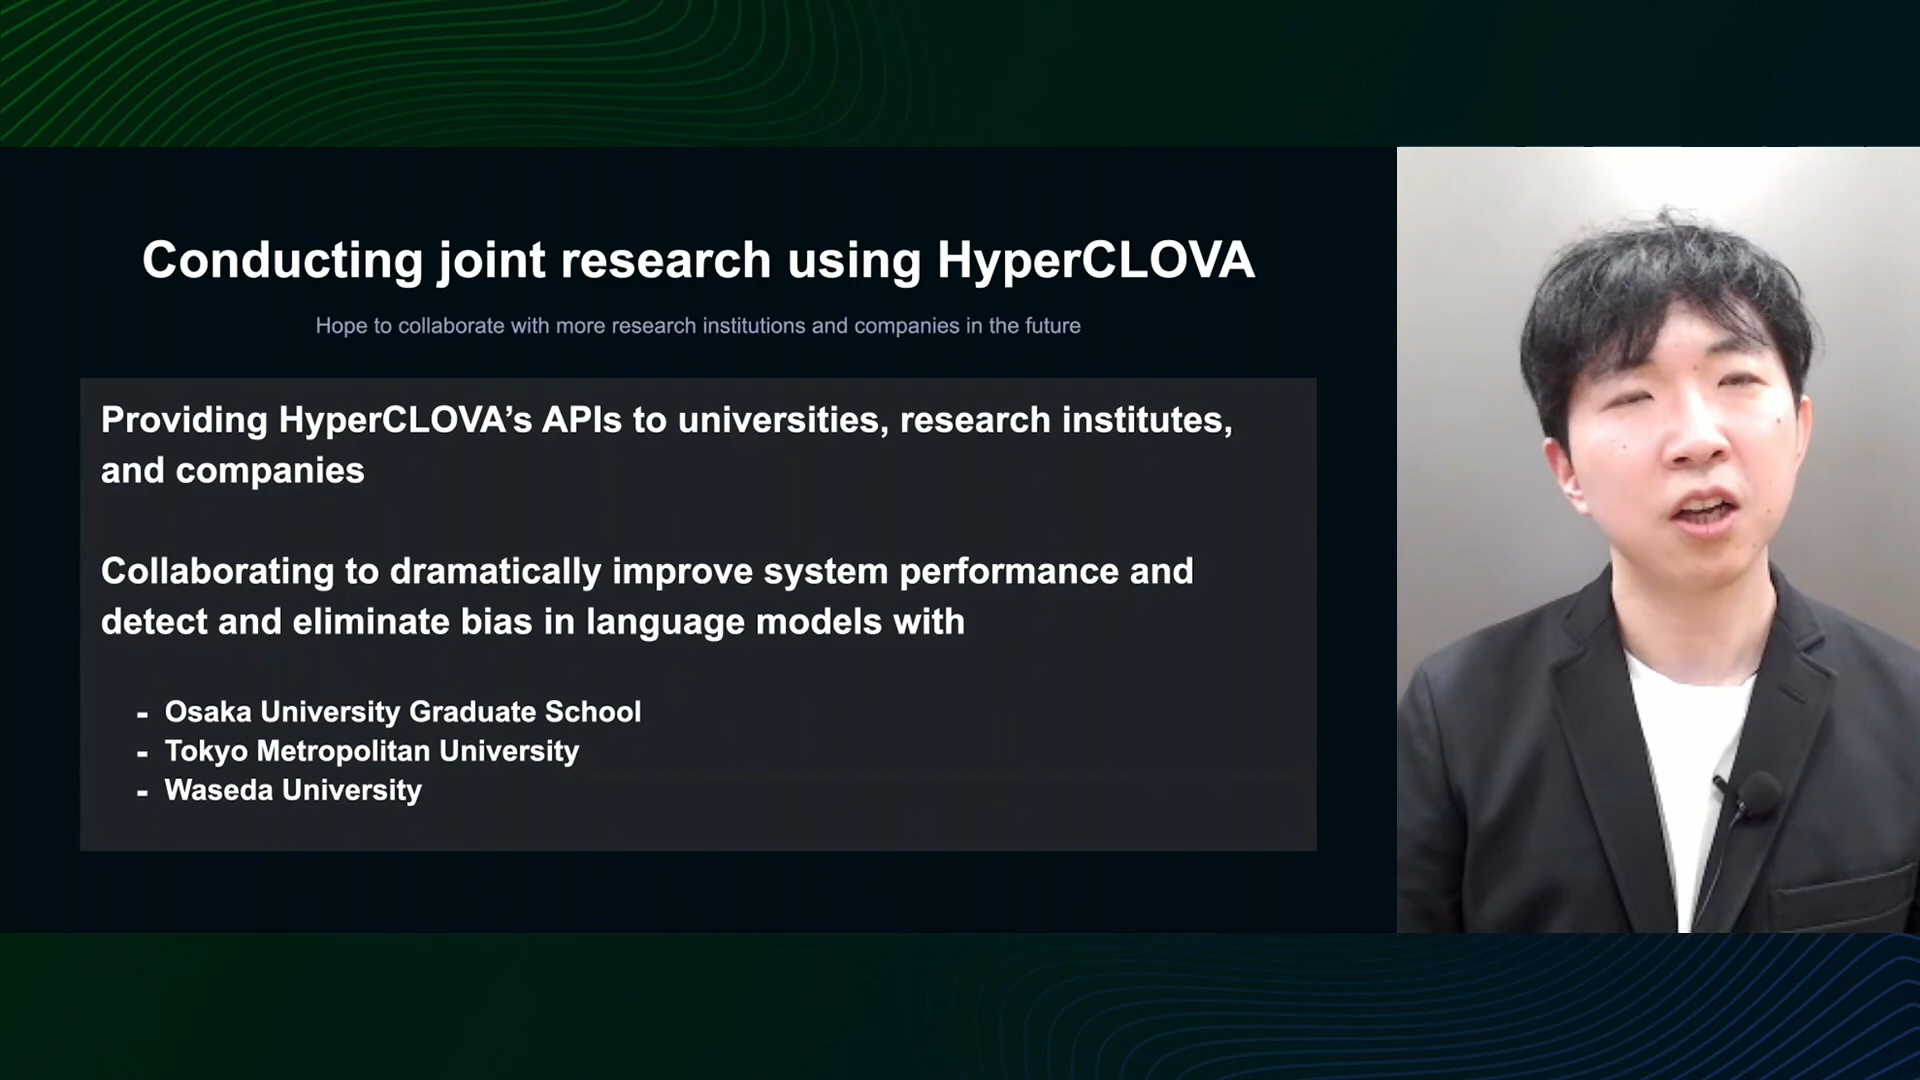 Conducting joint research using HyperCLOVA
Hope to collaborate with more research institutions and companies in the future
Providing HyperCLOVA’s APIs to universities, research institutes,
and companies
Collaborating to dramatically improve system performance and
detect and eliminate bias in language models with
- Osaka University Graduate School
- Tokyo Metropolitan University
- Waseda University